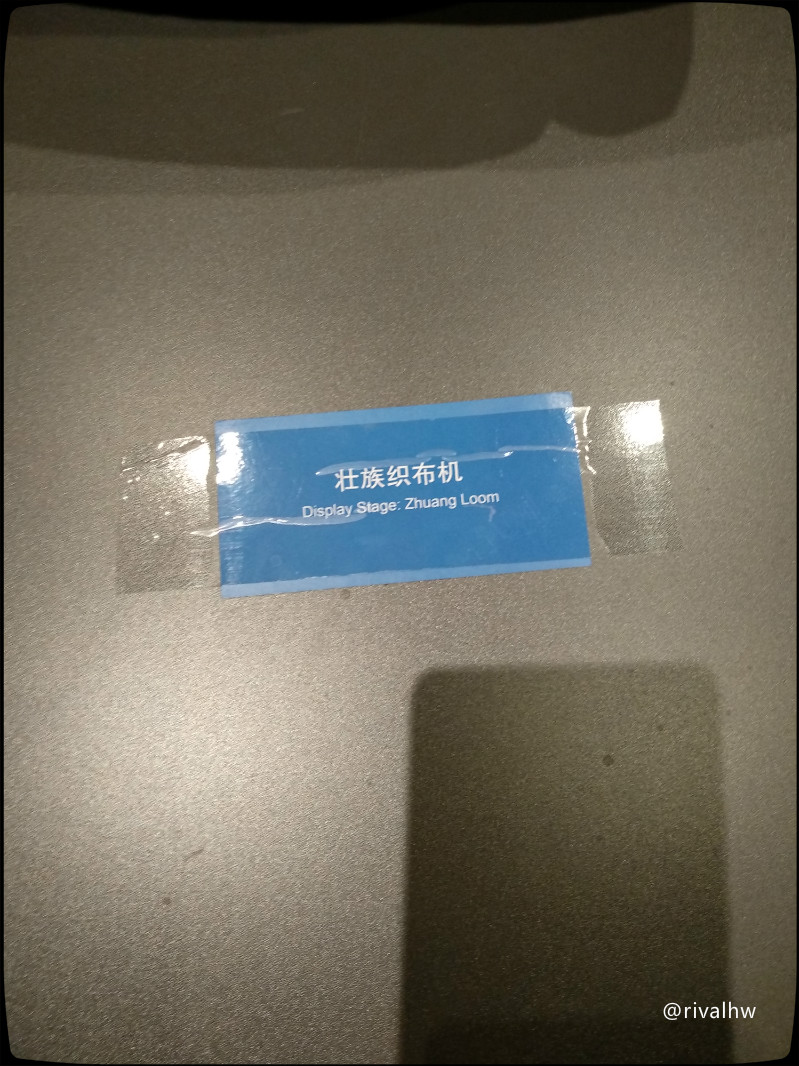 壮族织布机
Display Stage: Zhuang Loom
@rivalhw